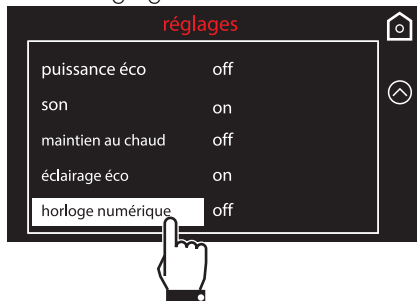 réglages
puissance éco off
son on
maintien au chaud off
éclairage éco on
horloge numérique off